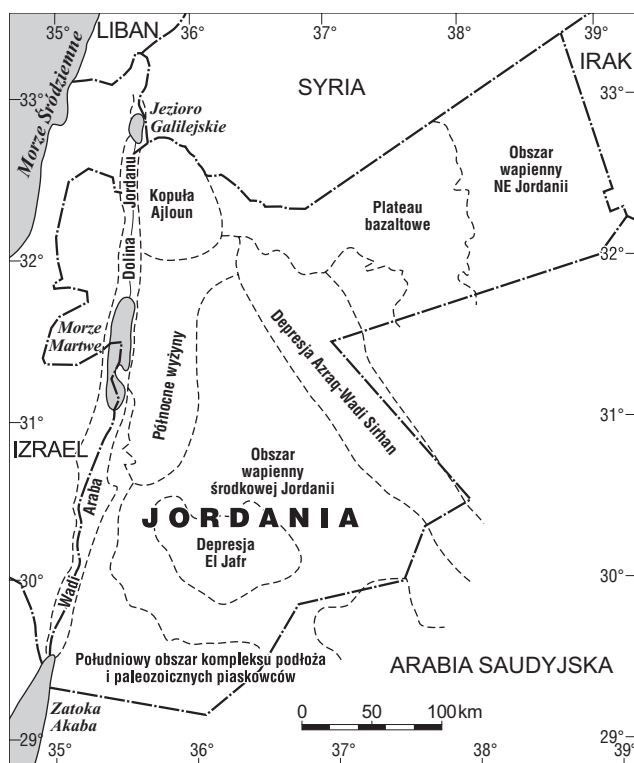 35°
LIBAN
36°
37°
38°
39°
IRAK
33°
33°
SYRIA
Morze Śródziemne
Jezioro
Galilejskie
Obszar
wapienny
NE Jordanii
Kopuła
Ajloun
Plateau
bazaltowe
Dolina Jordanu
32°
32°
Depresja Azraq-Wadi Sirhan
Morze
Martwe
Północne wyżyny
31°
31°
IZRAEL
Obszar
wapienny
środkowej Jordanii
JORDANIA
Wadi Araba
Depresja
El Jafr
30°
30°
Południowy obszar kompleksu podłoża
i paleozoicznych piaskowców
ARABIA SAUDYJSKA
Zatoka
Akaba
0 50 100 km
29°
29°
35°
36°
37°
38°
39°